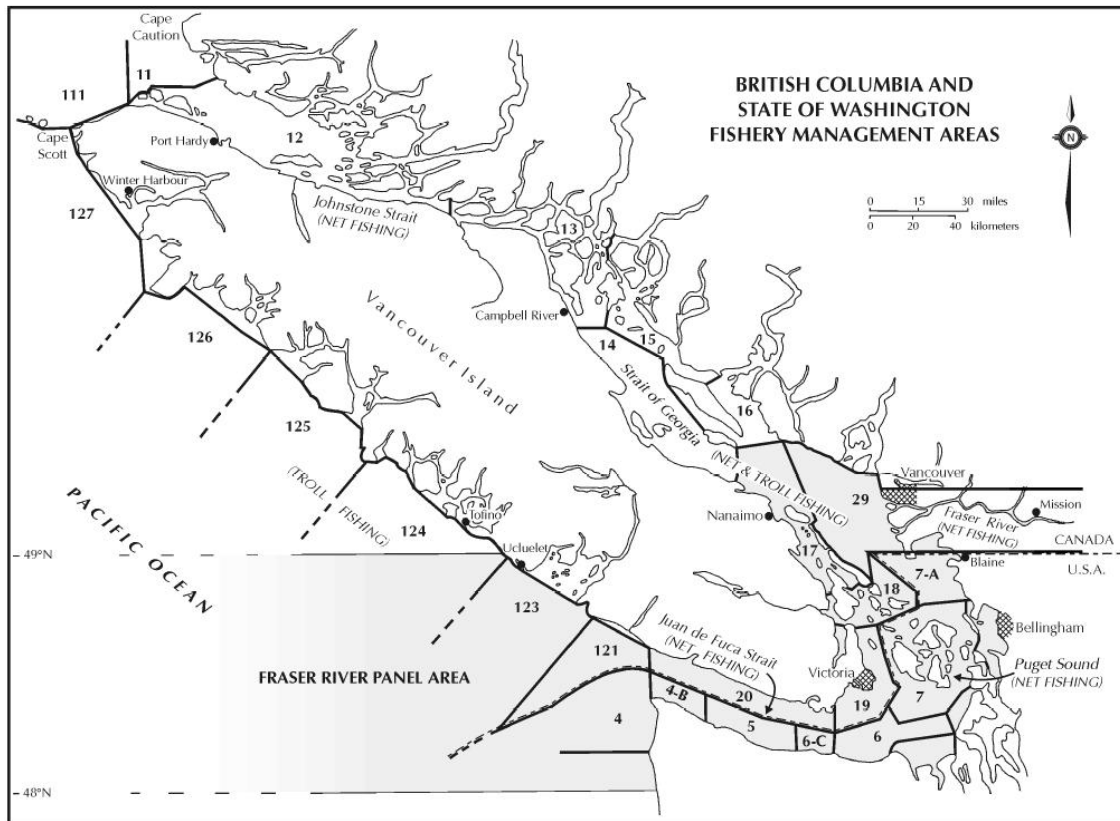 Cape
Caution
11
111
BRITISH COLUMBIA AND
STATE OF WASHINGTON
FISHERY MANAGEMENT AREAS
N
Cape
Scott
Port Hardy
12
Winter Harbour
127
0 15 30 miles
0 20 40 kilometers
Johnstone Strait
(NET FISHING)
13
Vancouver Island
Campbell River
126
14
15
Strait of Georgia
16
125
(NET & TROLL FISHING)
Vancouver
(TROLL
FISHING)
29
Mission
PACIFIC OCEAN
124
Tofino
Nanaimo
Fraser River
(NET FISHING)
CANADA
49°N
Ucluelet
17
Blaine
U.S.A.
7-A
18
123
Juan de Fuca Strait
(NET FISHING)
Bellingham
121
FRASER RIVER PANEL AREA
Victoria
Puget Sound
(NET FISHING)
4-B
20
19
7
4
5
6-C
6
48°N